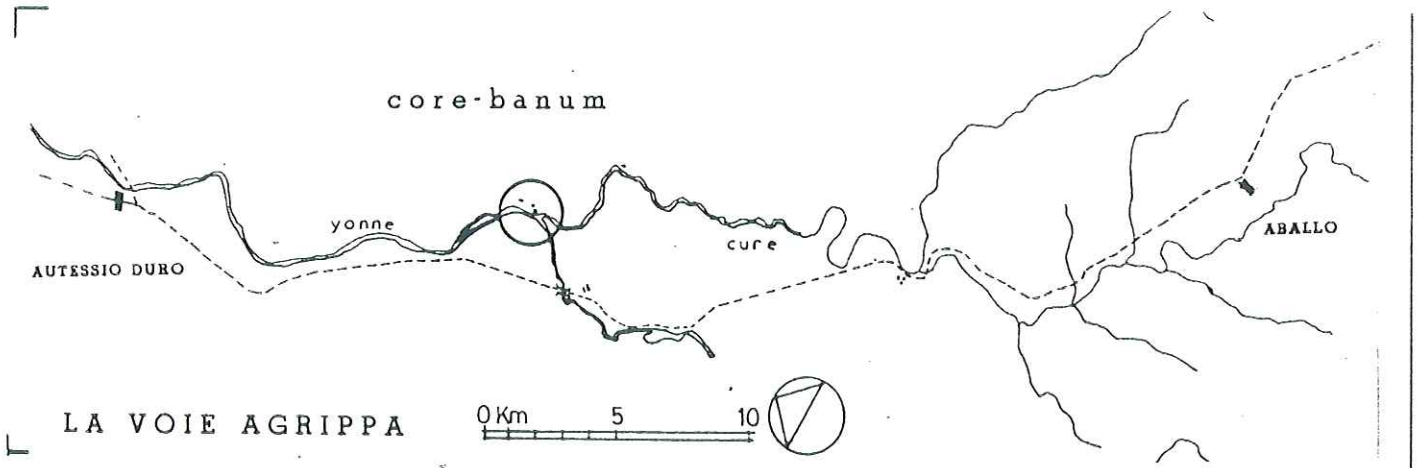 core-banum
yonne
cure
AUTESSIO DURO
ABALLO
LA VOIE AGRIPPA
0 Km 5 10